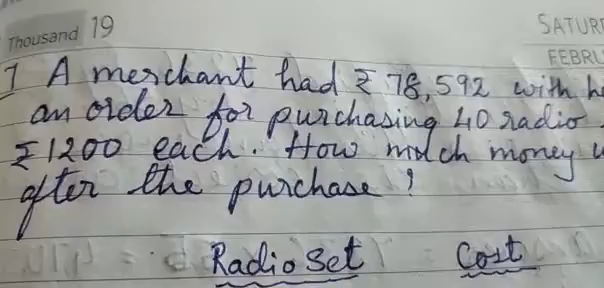 Thousand 19
SATUR
FEBRU
7 A merchant had ₹ 78,592 with h
an order for purchasing 40 radio
₹1200 each. How much money
after the purchase?
Radio Set Cost